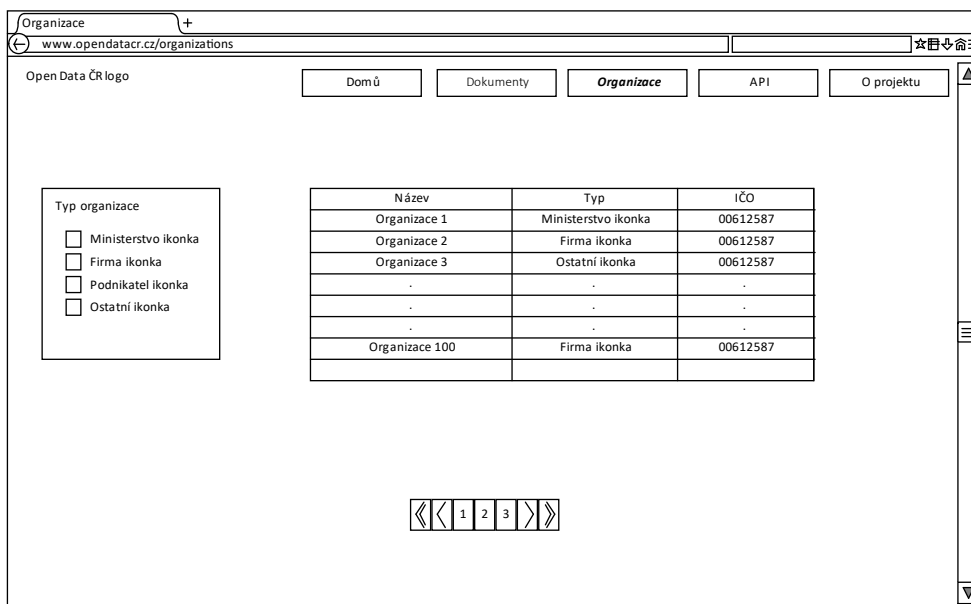 Organizace +
www.opendatacr.cz/organizations
Open Data ČR logo
Domů Dokumenty Organizace API O projektu
Typ organizace
Ministerstvo ikonka
Firma ikonka
Podnikatel ikonka
Ostatní ikonka
Název Typ IČO
Organizace 1 Ministerstvo ikonka 00612587
Organizace 2 Firma ikonka 00612587
Organizace 3 Ostatní ikonka 00612587
. . .
. . .
. . .
Organizace 100 Firma ikonka 00612587
1 2 3